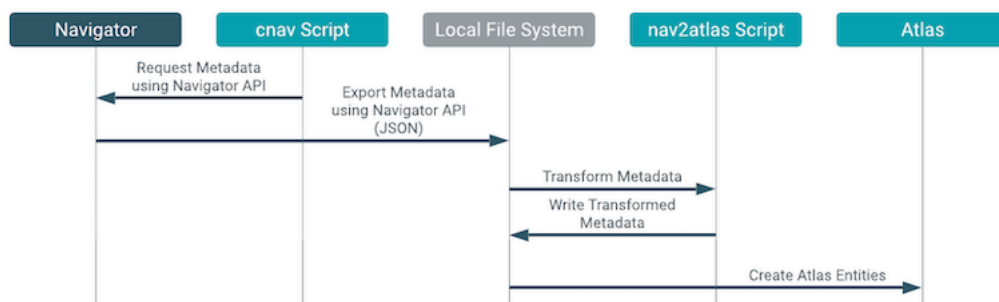 Navigator
cnav Script
Local File System
nav2atlas Script
Atlas
Request Metadata
using Navigator API
Export Metadata
using Navigator API
(JSON)
Transform Metadata
Write Transformed
Metadata
Create Atlas Entities